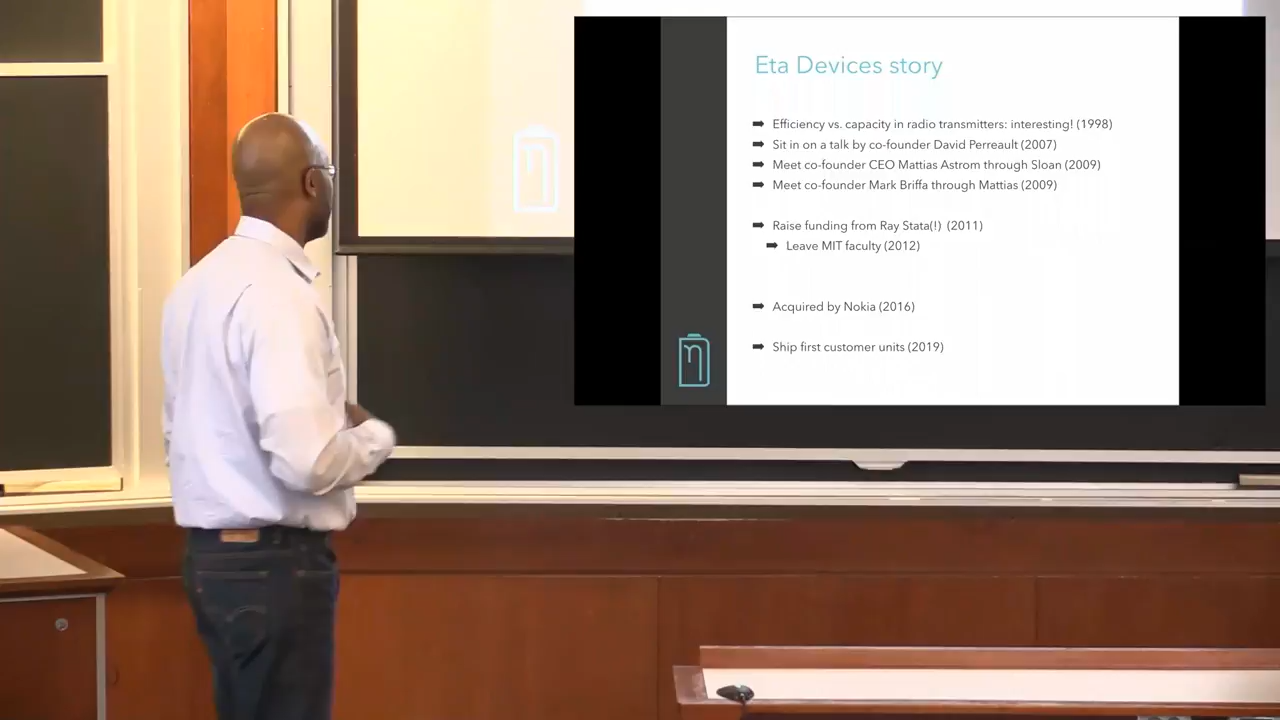 Eta Devices story
Efficiency vs. capacity in radio transmitters: interesting! (1998)
Sit in on a talk by co-founder David Perreault (2007)
Meet co-founder CEO Mattias Astrom through Sloan (2009)
Meet co-founder Mark Briffa through Mattias (2009)
Raise funding from Ray Stata(!) (2011)
Leave MIT faculty (2012)
Acquired by Nokia (2016)
Ship first customer units (2019)
η
η